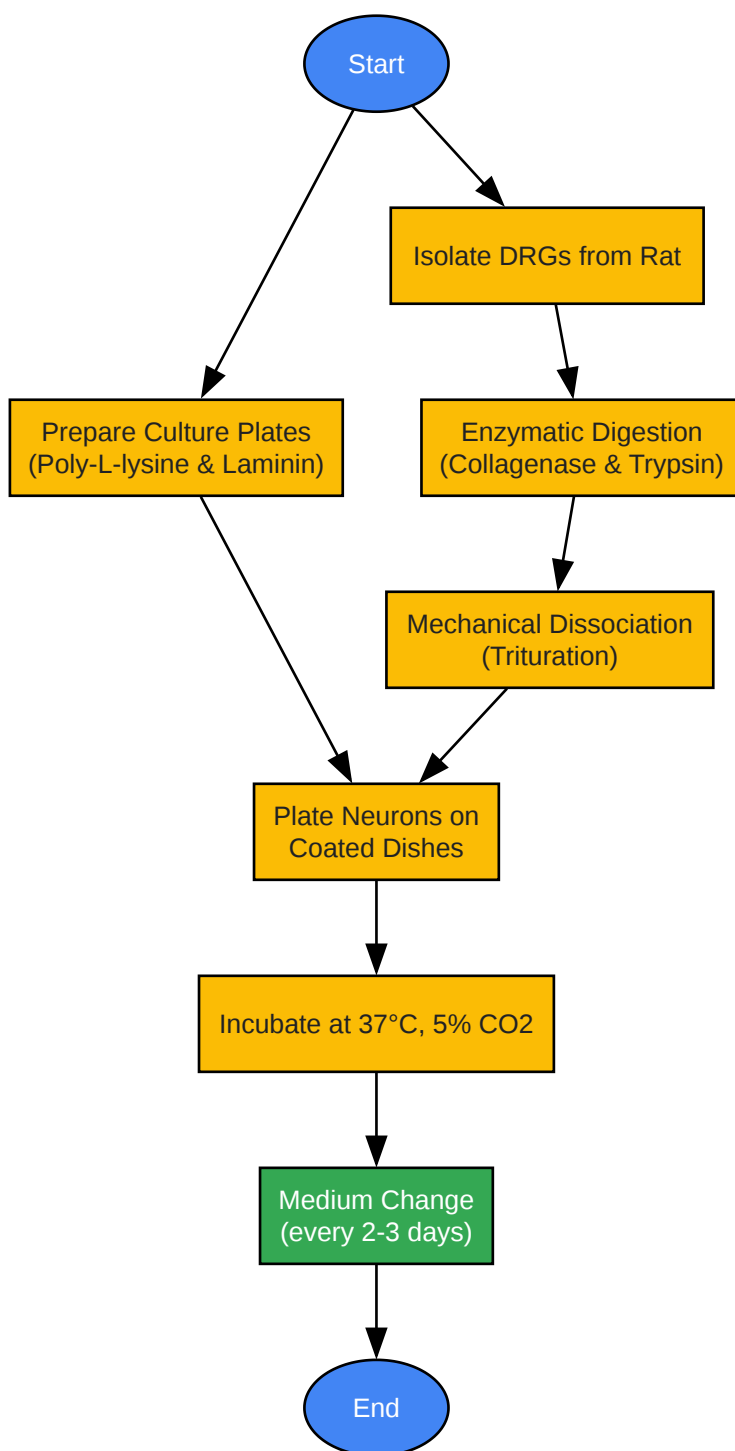 Start
Isolate DRGs from Rat
Prepare Culture Plates
(Poly-L-lysine & Laminin)
Enzymatic Digestion
(Collagenase & Trypsin)
Mechanical Dissociation
(Trituration)
Plate Neurons on
Coated Dishes
Incubate at 37°C, 5% CO2
Medium Change
(every 2-3 days)
End